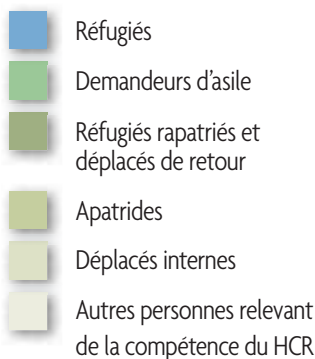 Réfugiés
Demandeurs d'asile
Réfugiés rapatriés et
déplacés de retour
Apatrides
Déplacés internes
Autres personnes relevant
de la compétence du HCR